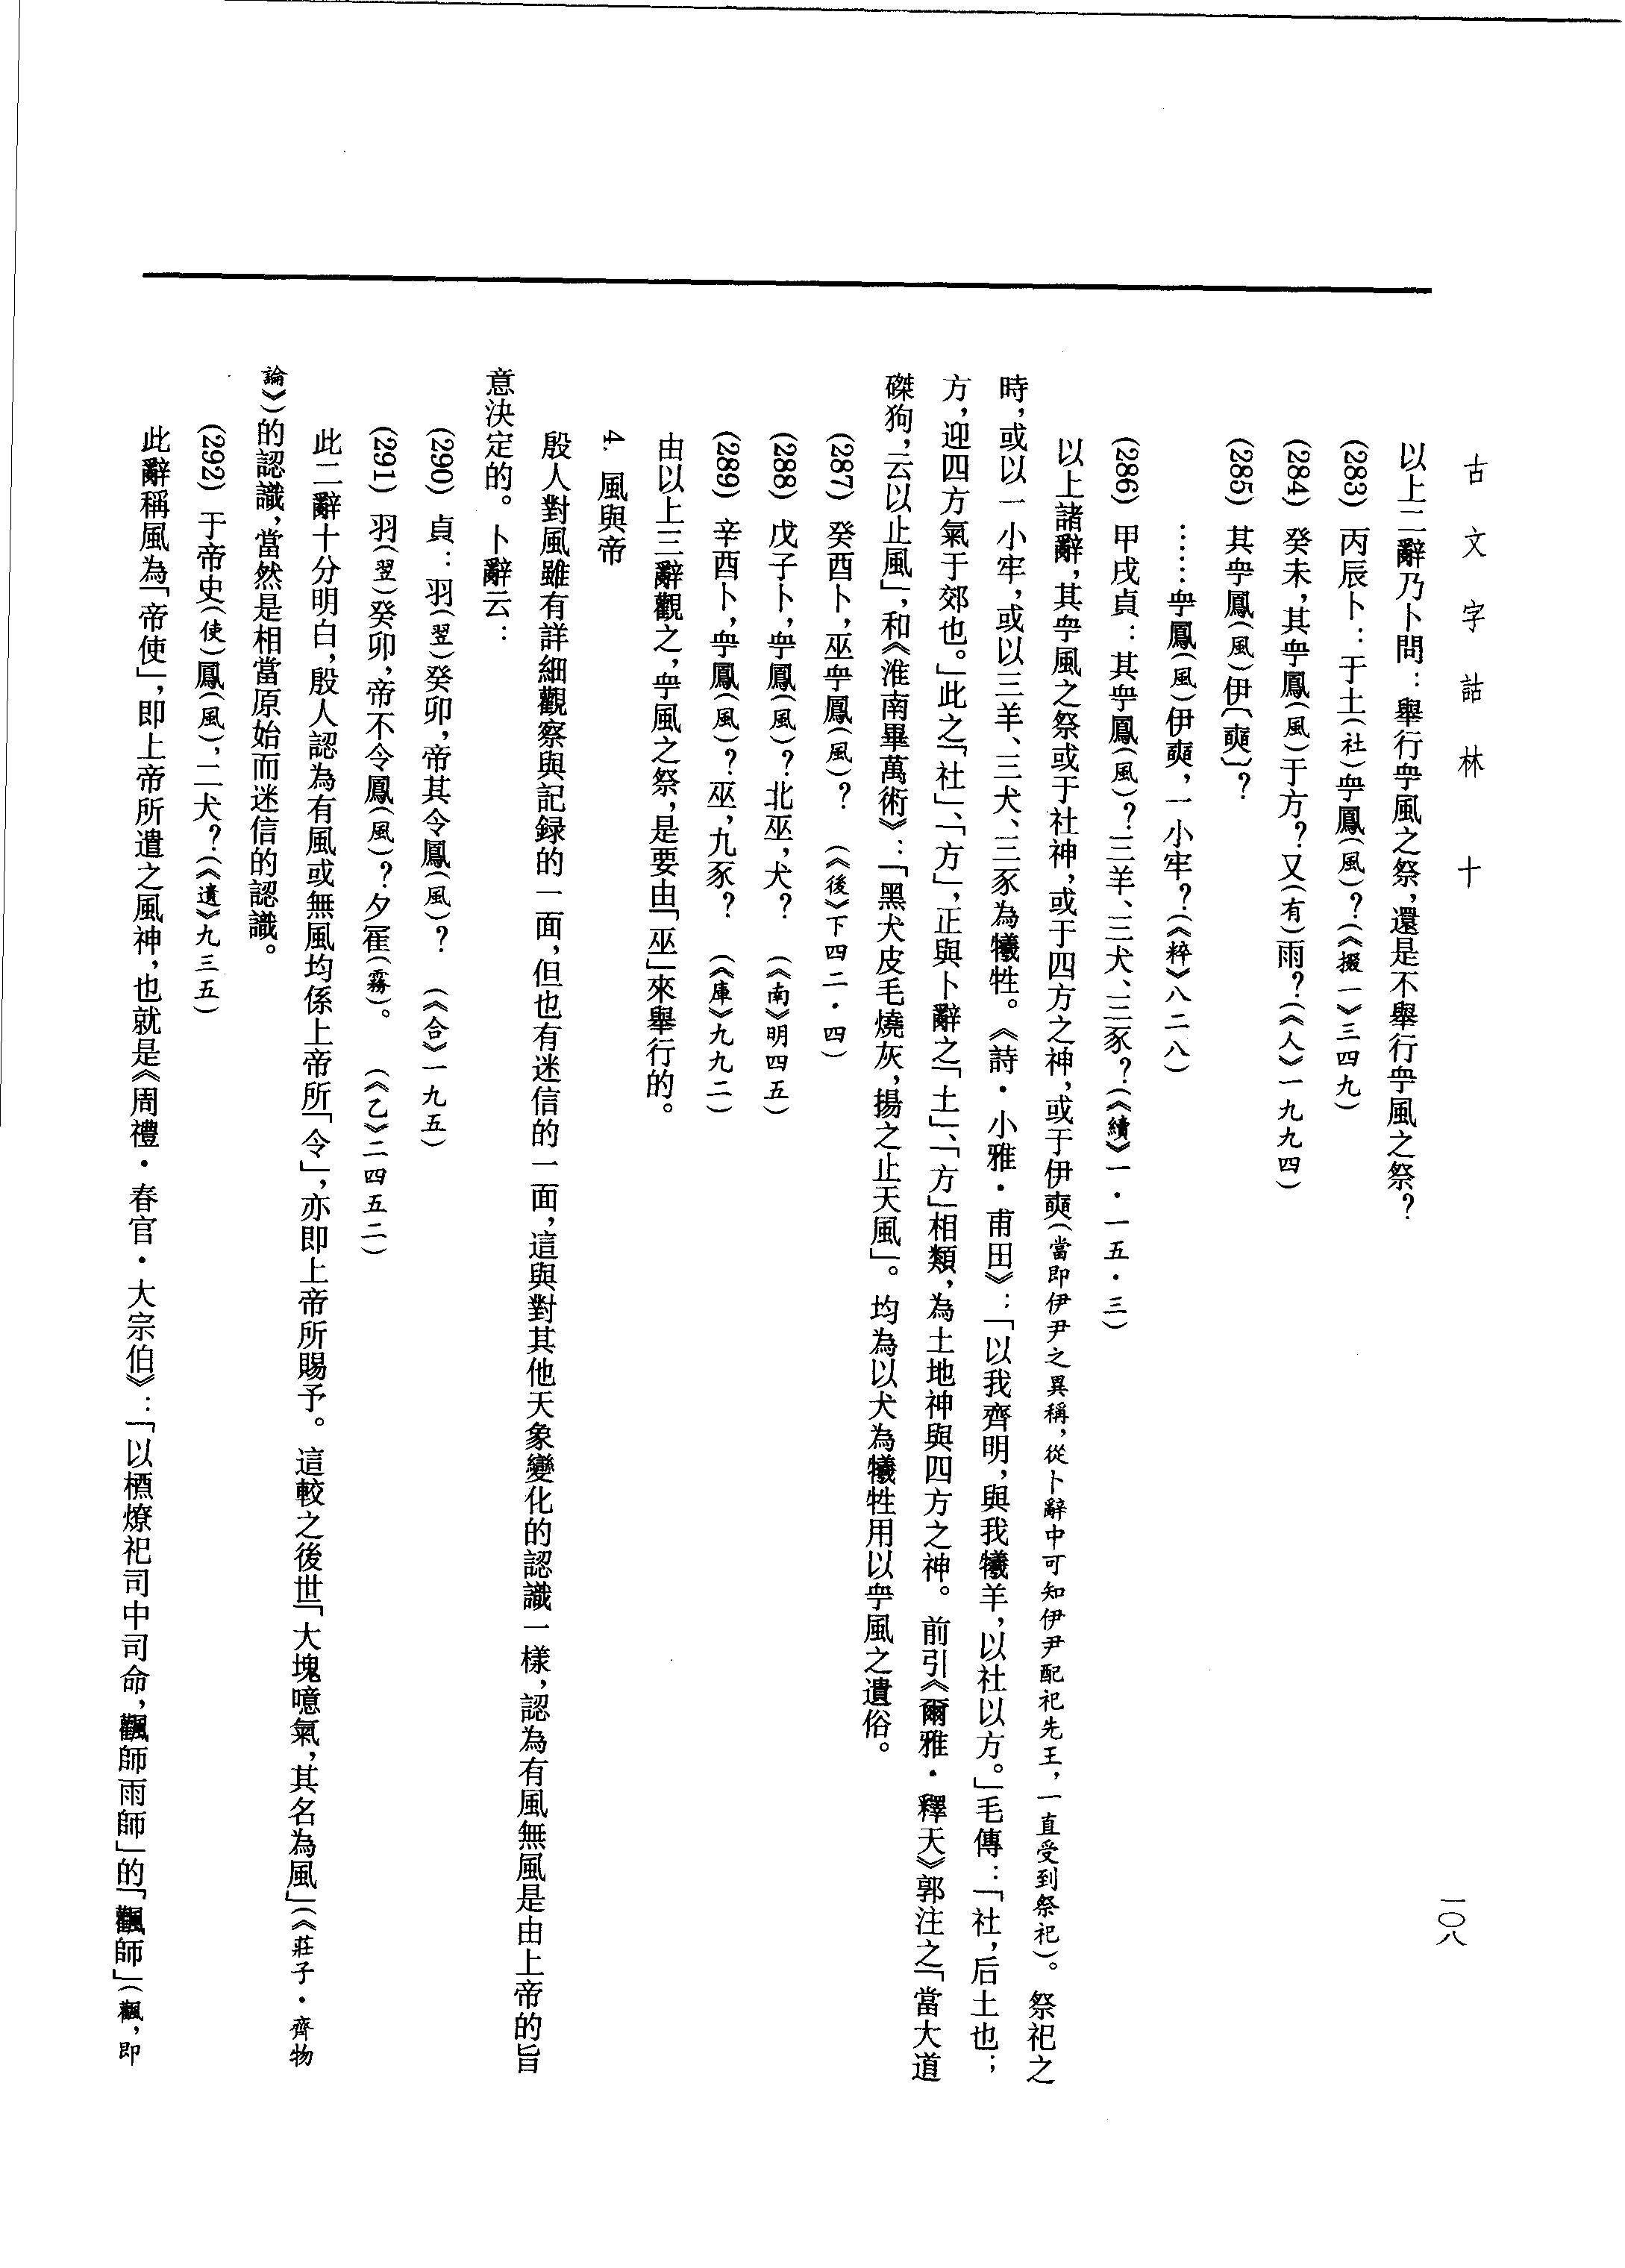 古文字詁林　十
一〇八
以上二辭乃卜問：舉行甹風之祭，還是不舉行甹風之祭？
(283) 丙辰卜：于土(社)甹鳳(風)？(《掇一》三四九)
(284) 癸未，其甹鳳(風)于方？又(有)雨？(《人》一九九四)
(285) 其甹鳳(風)伊〔奭〕？
……甹鳳(風)伊奭，一小牢？(《粹》八二八)
(286) 甲戌貞：其甹鳳(風)？三羊、三犬、三豕？(《續》一·一五·三)
以上諸辭，其甹風之祭或于社神，或于四方之神，或于伊奭(當即伊尹之異稱，從卜辭中可知伊尹配祀先王，一直受到祭祀)。祭祀之
時，或以一小牢，或以三羊、三犬、三豕為犧牲。《詩·小雅·甫田》：「以我齊明，與我犧羊，以社以方。」毛傳：「社，后土也；
方，迎四方氣于郊也。」此之「社」、「方」，正與卜辭之「土」、「方」相類，為土地神與四方之神。前引《爾雅·釋天》郭注之「當大道
磔狗，云以止風」，和《淮南畢萬術》：「黑犬皮毛燒灰，揚之止天風」。均為以犬為犧牲用以甹風之遺俗。
(287) 癸酉卜，巫甹鳳(風)？　(《後》下四二·四)
(288) 戊子卜，甹鳳(風)？北巫，犬？　(《南》明四五)
(289) 辛酉卜，甹鳳(風)？巫，九豕？　(《庫》九九二)
由以上三辭觀之，甹風之祭，是要由「巫」來舉行的。
4. 風與帝
殷人對風雖有詳細觀察與記録的一面，但也有迷信的一面，這與對其他天象變化的認識一樣，認為有風無風是由上帝的旨
意決定的。卜辭云：
(290) 貞：羽(翌)癸卯，帝其令鳳(風)？　(《合》一九五)
(291) 羽(翌)癸卯，帝不令鳳(風)？夕雈(霧)。　(《乙》二四五二)
此二辭十分明白，殷人認為有風或無風均係上帝所「令」，亦即上帝所賜予。這較之後世「大塊噫氣，其名為風」(《莊子·齊物
論》)的認識，當然是相當原始而迷信的認識。
(292) 于帝史(使)鳳(風)，二犬？(《遺》九三五)
此辭稱風為「帝使」，即上帝所遣之風神，也就是《周禮·春官·大宗伯》：「以槱燎祀司中司命，飌師雨師」的「飌師」(飌，即